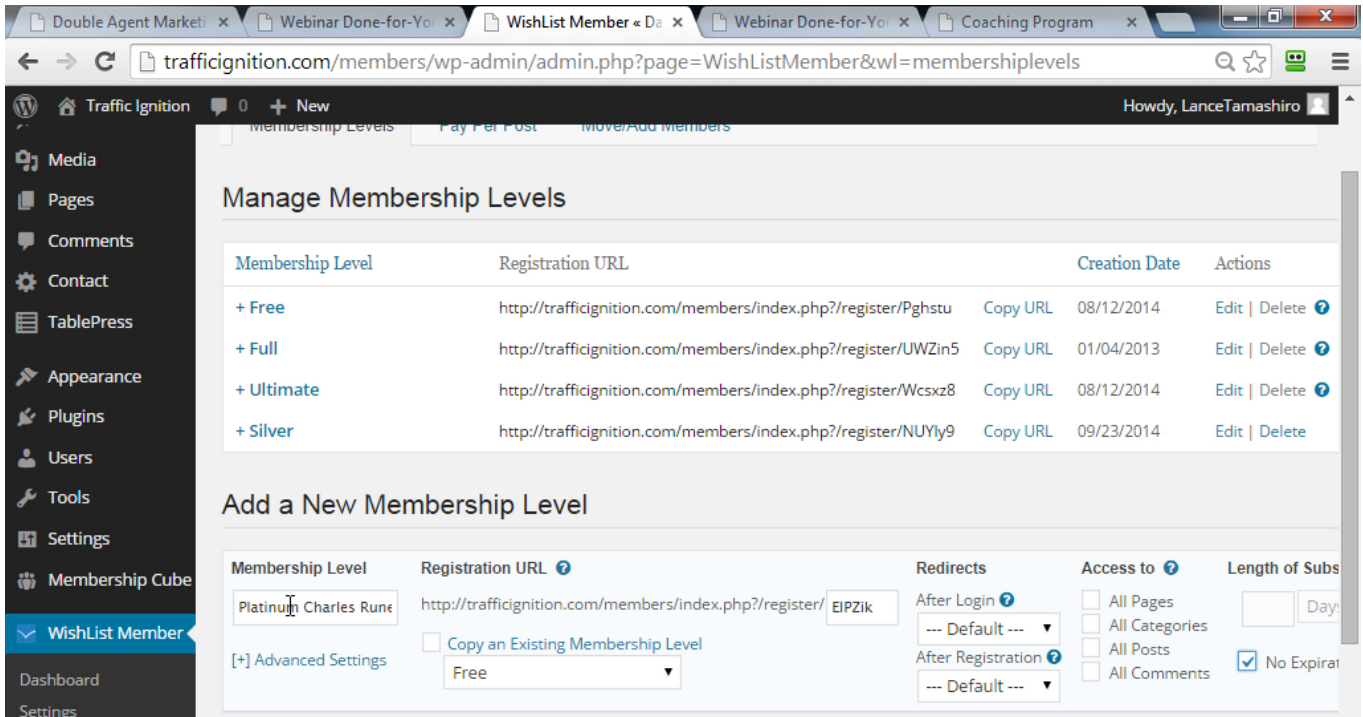 Double Agent Marketi
Webinar Done-for-You
WishList Member « Da
Webinar Done-for-You
Coaching Program
trafficignition.com/members/wp-admin/admin.php?page=WishListMember&wl=membershiplevels
Traffic Ignition 0 + New Howdy, LanceTamashiro
Membership Levels Pay Per Post Move/Add Members
Media
Pages
Comments
Contact
TablePress
Appearance
Plugins
Users
Tools
Settings
Membership Cube
WishList Member
Dashboard
Settings
Manage Membership Levels
Membership Level Registration URL Creation Date Actions
+ Free http://trafficignition.com/members/index.php?/register/Pghstu Copy URL 08/12/2014 Edit | Delete
+ Full http://trafficignition.com/members/index.php?/register/UWZin5 Copy URL 01/04/2013 Edit | Delete
+ Ultimate http://trafficignition.com/members/index.php?/register/Wcsxz8 Copy URL 08/12/2014 Edit | Delete
+ Silver http://trafficignition.com/members/index.php?/register/NUYly9 Copy URL 09/23/2014 Edit | Delete
Add a New Membership Level
Membership Level Registration URL Redirects Access to Length of Subs
Platinum Charles Rune http://trafficignition.com/members/index.php?/register/ EIPZik After Login All Pages Days
--- Default --- All Categories
Copy an Existing Membership Level After Registration All Posts
[+] Advanced Settings Free --- Default --- All Comments No Expirat